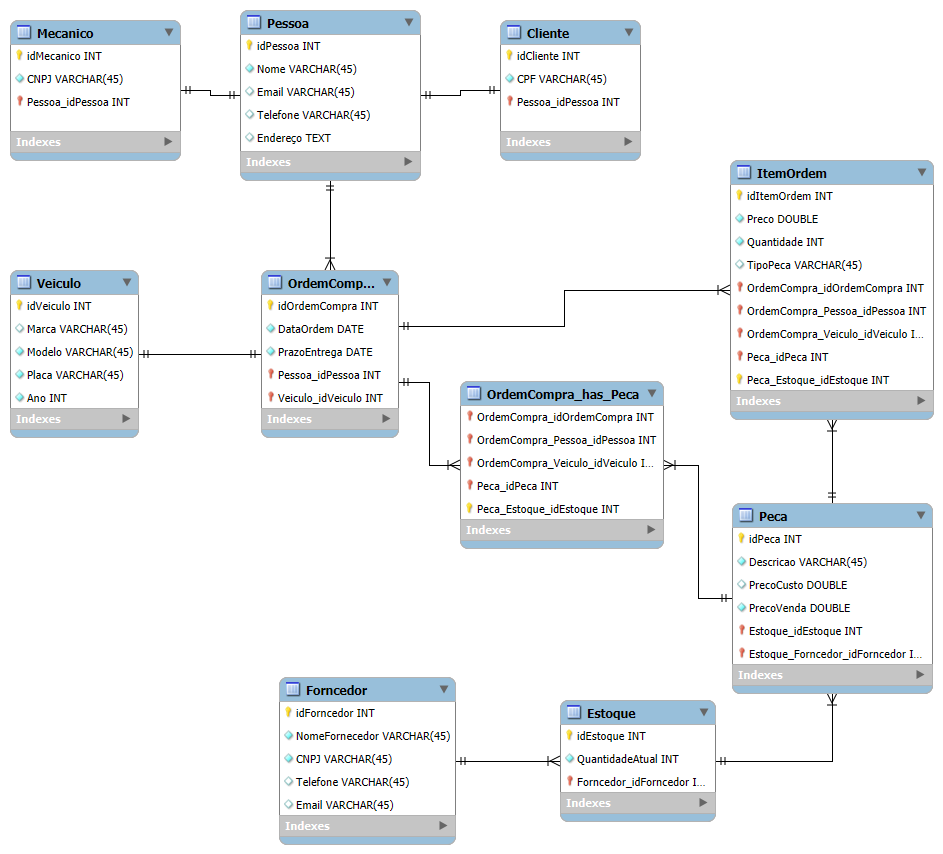 Mecanico
idMecanico INT
CNPJ VARCHAR(45)
Pessoa_idPessoa INT
Indexes
Pessoa
idPessoa INT
Nome VARCHAR(45)
Email VARCHAR(45)
Telefone VARCHAR(45)
Endereço TEXT
Indexes
Cliente
idCliente INT
CPF VARCHAR(45)
Pessoa_idPessoa INT
Indexes
ItemOrdem
idItemOrdem INT
Preco DOUBLE
Quantidade INT
TipoPeca VARCHAR(45)
OrdemCompra_idOrdemCompra INT
OrdemCompra_Pessoa_idPessoa INT
OrdemCompra_Veiculo_idVeiculo I...
Peca_idPeca INT
Peca_Estoque_idEstoque INT
Indexes
Veiculo
idVeiculo INT
Marca VARCHAR(45)
Modelo VARCHAR(45)
Placa VARCHAR(45)
Ano INT
Indexes
OrdemComp...
idOrdemCompra INT
DataOrdem DATE
PrazoEntrega DATE
Pessoa_idPessoa INT
Veiculo_idVeiculo INT
Indexes
OrdemCompra_has_Peca
OrdemCompra_idOrdemCompra INT
OrdemCompra_Pessoa_idPessoa INT
OrdemCompra_Veiculo_idVeiculo I...
Peca_idPeca INT
Peca_Estoque_idEstoque INT
Indexes
Peca
idPeca INT
Descricao VARCHAR(45)
PrecoCusto DOUBLE
PrecoVenda DOUBLE
Estoque_idEstoque INT
Estoque_Forncedor_idForncedor I...
Indexes
Forncedor
idForncedor INT
NomeFornecedor VARCHAR(45)
CNPJ VARCHAR(45)
Telefone VARCHAR(45)
Email VARCHAR(45)
Indexes
Estoque
idEstoque INT
QuantidadeAtual INT
Forncedor_idForncedor I...
Indexes